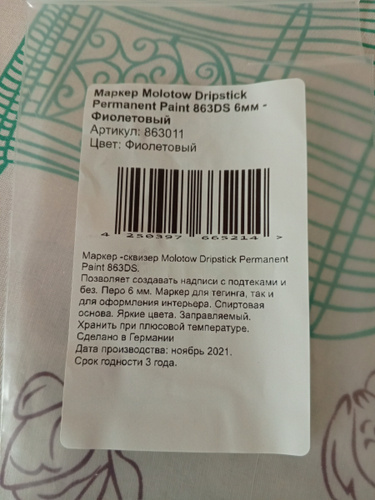 Маркер Molotow Dripstick
Permanent Paint 863DS 6мм -
Фиолетовый
Артикул: 863011
Цвет: Фиолетовый
4 250397 665214 >
Маркер -сквизер Molotow Dripstick Permanent
Paint 863DS.
Позволяет создавать надписи с подтеками и
без. Перо 6 мм. Маркер для тегинга, так и
для оформления интерьера. Спиртовая
основа. Яркие цвета. Заправляемый.
Хранить при плюсовой температуре.
Сделано в Германии
Дата производства: ноябрь 2021.
Срок годности 3 года.